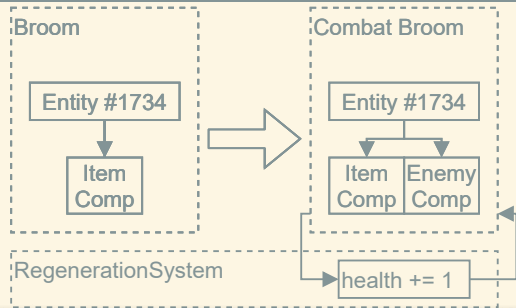 Broom
Entity #1734
Item
Comp
Combat Broom
Entity #1734
Item
Comp
Enemy
Comp
RegenerationSystem
health += 1